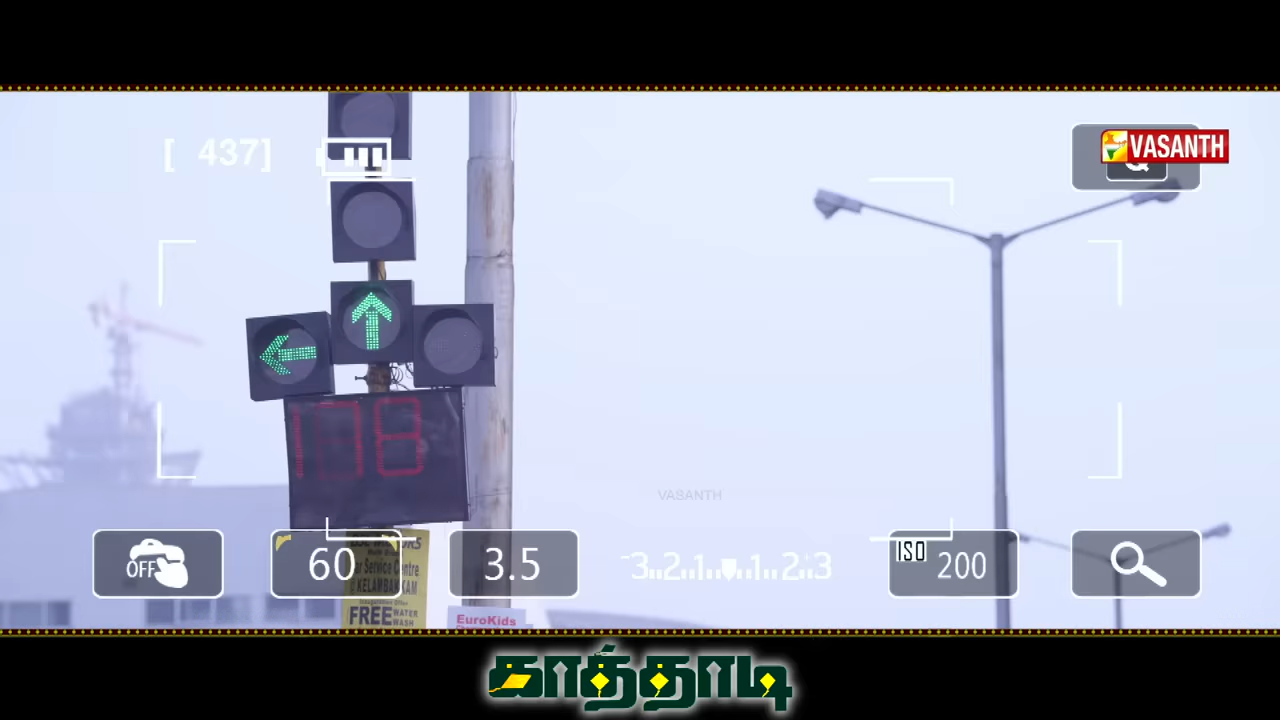 [ 437]
VASANTH
178
VASANTH
OFF
60
3.5
-3..2..1..1..2..3
ISO 200
Service Centre
KELAMBAKKAM
FREE WATER WASH
EuroKids
காத்தாடி